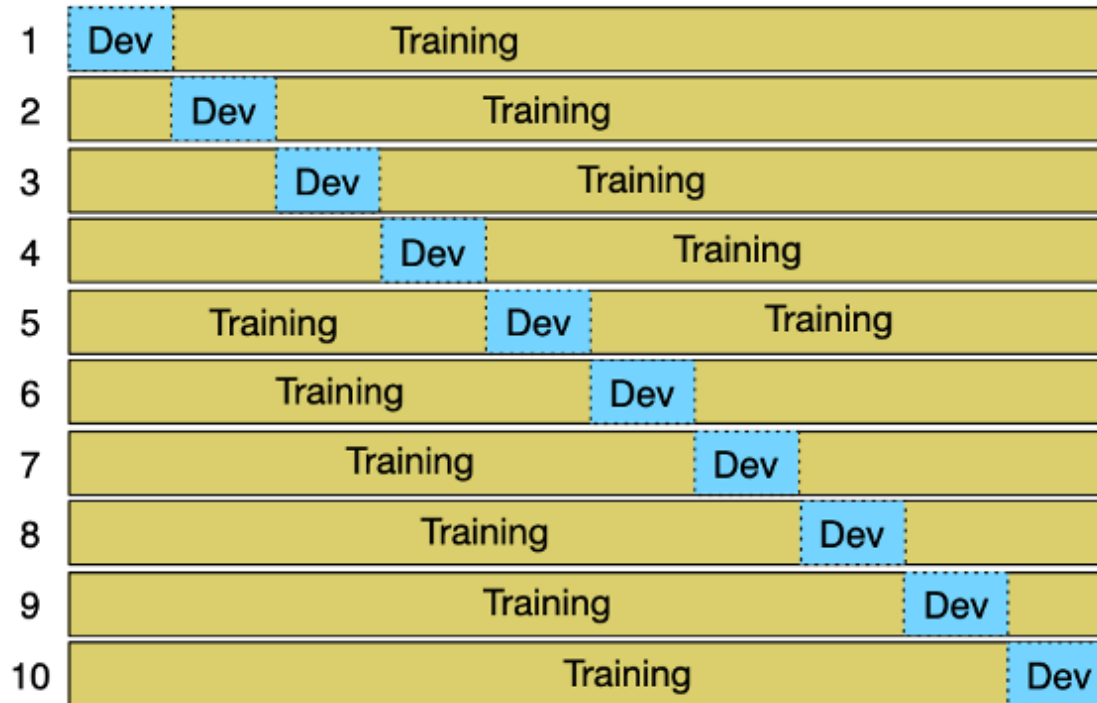 1 Dev Training
2 Dev Training
3 Dev Training
4 Dev Training
5 Training Dev Training
6 Training Dev
7 Training Dev
8 Training Dev
9 Training Dev
10 Training Dev